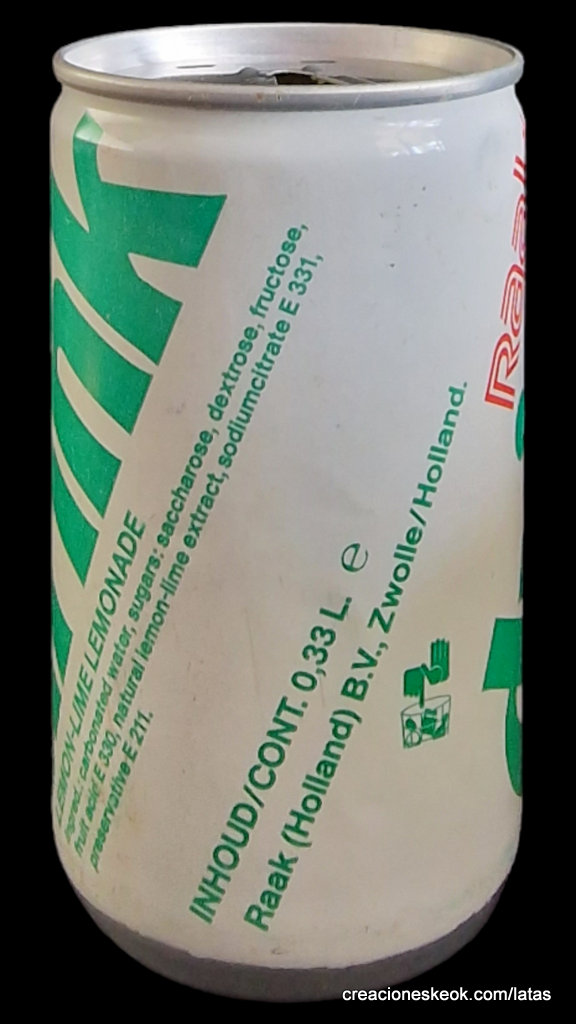 LEMON-LIME LEMONADE
ingred.: carbonated water, sugars: saccharose, dextrose, fructose,
fruit acid E 330, natural lemon-lime extract, sodiumcitrate E 331,
preservative E 211.
INHOUD/CONT. 0,33 L. ℮
Raak (Holland) B.V., Zwolle/Holland.
Raak
creacioneskeok.com/latas